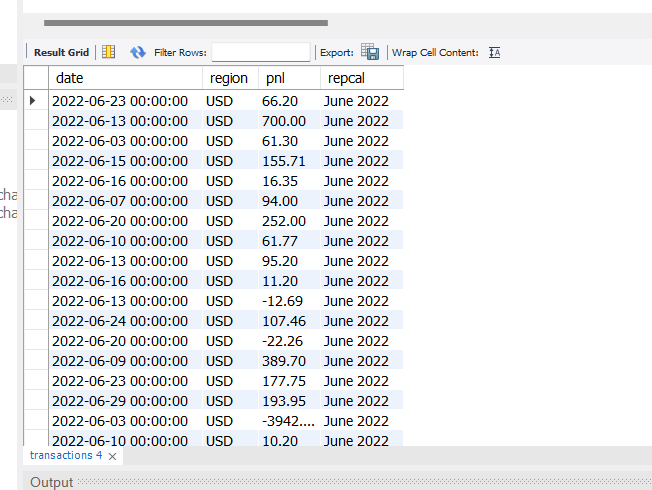 Result Grid Filter Rows: Export: Wrap Cell Content:
date region pnl repcal
2022-06-23 00:00:00 USD 66.20 June 2022
2022-06-13 00:00:00 USD 700.00 June 2022
2022-06-03 00:00:00 USD 61.30 June 2022
2022-06-15 00:00:00 USD 155.71 June 2022
2022-06-16 00:00:00 USD 16.35 June 2022
cha
2022-06-07 00:00:00 USD 94.00 June 2022
cha
2022-06-20 00:00:00 USD 252.00 June 2022
2022-06-10 00:00:00 USD 61.77 June 2022
2022-06-13 00:00:00 USD 95.20 June 2022
2022-06-16 00:00:00 USD 11.20 June 2022
2022-06-13 00:00:00 USD -12.69 June 2022
2022-06-24 00:00:00 USD 107.46 June 2022
2022-06-20 00:00:00 USD -22.26 June 2022
2022-06-09 00:00:00 USD 389.70 June 2022
2022-06-23 00:00:00 USD 177.75 June 2022
2022-06-29 00:00:00 USD 193.95 June 2022
2022-06-03 00:00:00 USD -3942.... June 2022
2022-06-10 00:00:00 USD 10.20 June 2022
transactions 4
Output